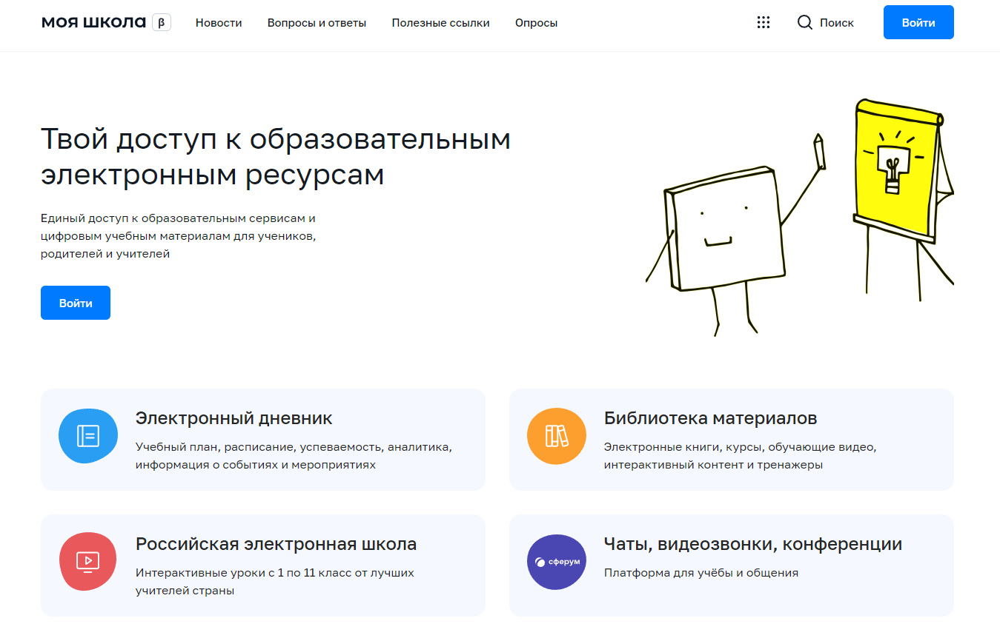 моя школа β
Новости
Вопросы и ответы
Полезные ссылки
Опросы
Поиск
Войти
Твой доступ к образовательным
электронным ресурсам
Единый доступ к образовательным сервисам и
цифровым учебным материалам для учеников,
родителей и учителей
Войти
Электронный дневник
Учебный план, расписание, успеваемость, аналитика,
информация о событиях и мероприятиях
Библиотека материалов
Электронные книги, курсы, обучающие видео,
интерактивный контент и тренажеры
Российская электронная школа
Интерактивные уроки с 1 по 11 класс от лучших
учителей страны
сферум
Чаты, видеозвонки, конференции
Платформа для учёбы и общения